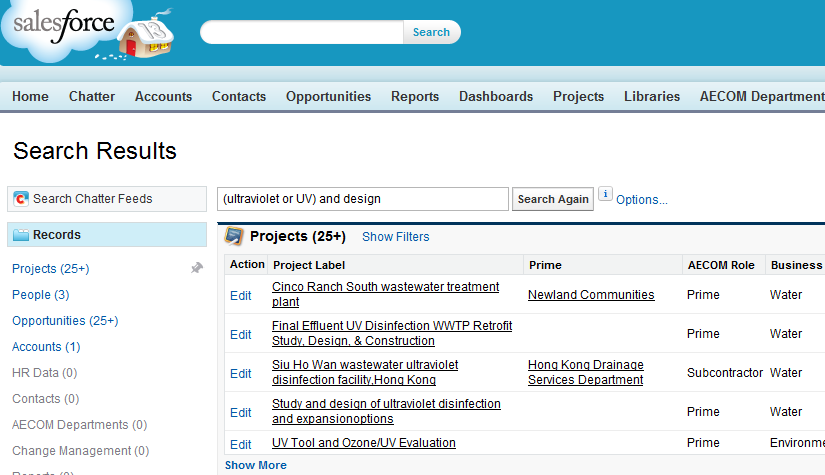 salesforce
Search
Home Chatter Accounts Contacts Opportunities Reports Dashboards Projects Libraries AECOM Department
Search Results
Search Chatter Feeds
(ultraviolet or UV) and design
Search Again
Options...
Records
Projects (25+)
People (3)
Opportunities (25+)
Accounts (1)
HR Data (0)
Contacts (0)
AECOM Departments (0)
Change Management (0)
Projects (25+) Show Filters
Action Project Label Prime AECOM Role Business
Edit
Cinco Ranch South wastewater treatment
plant
Newland Communities
Prime
Water
Edit
Final Effluent UV Disinfection WWTP Retrofit
Study, Design, & Construction
Prime
Water
Edit
Siu Ho Wan wastewater ultraviolet
disinfection facility,Hong Kong
Hong Kong Drainage
Services Department
Subcontractor
Water
Edit
Study and design of ultraviolet disinfection
and expansionoptions
Prime
Water
Edit
UV Tool and Ozone/UV Evaluation
Prime
Environme
Show More